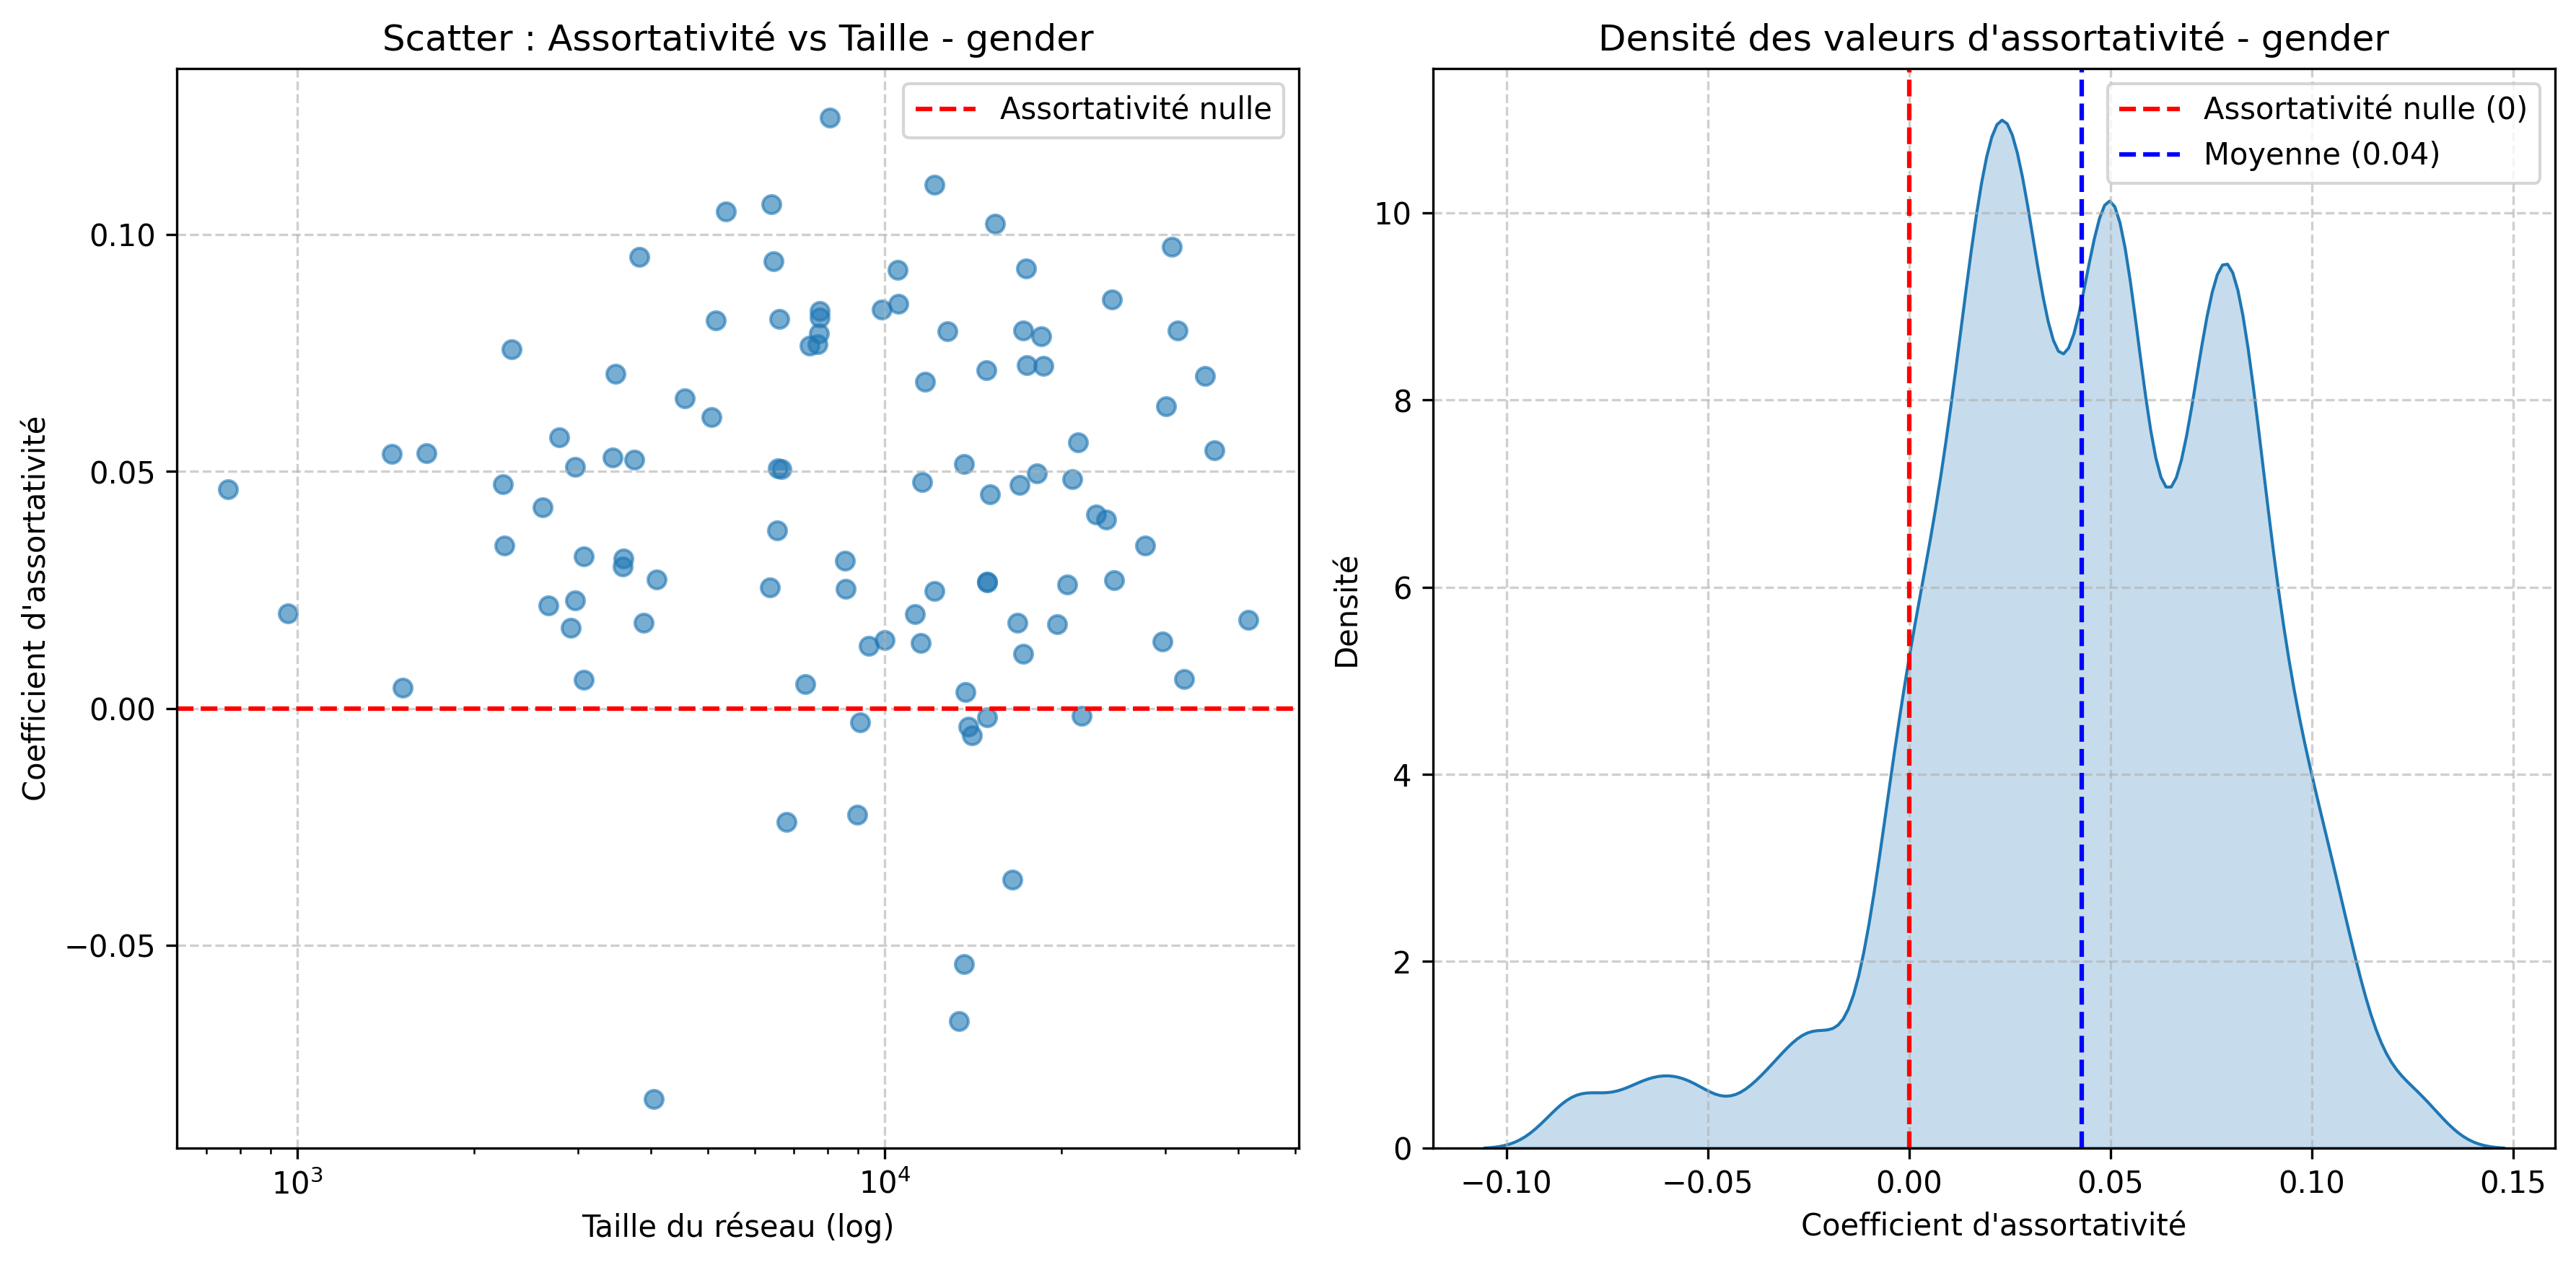 Scatter : Assortativité vs Taille - gender
Assortativité nulle
0.10
0.05
0.00
−0.05
Coefficient d'assortativité
10³
10⁴
Taille du réseau (log)
Densité des valeurs d'assortativité - gender
Assortativité nulle (0)
Moyenne (0.04)
10
8
6
4
2
0
Densité
−0.10
−0.05
0.00
0.05
0.10
0.15
Coefficient d'assortativité